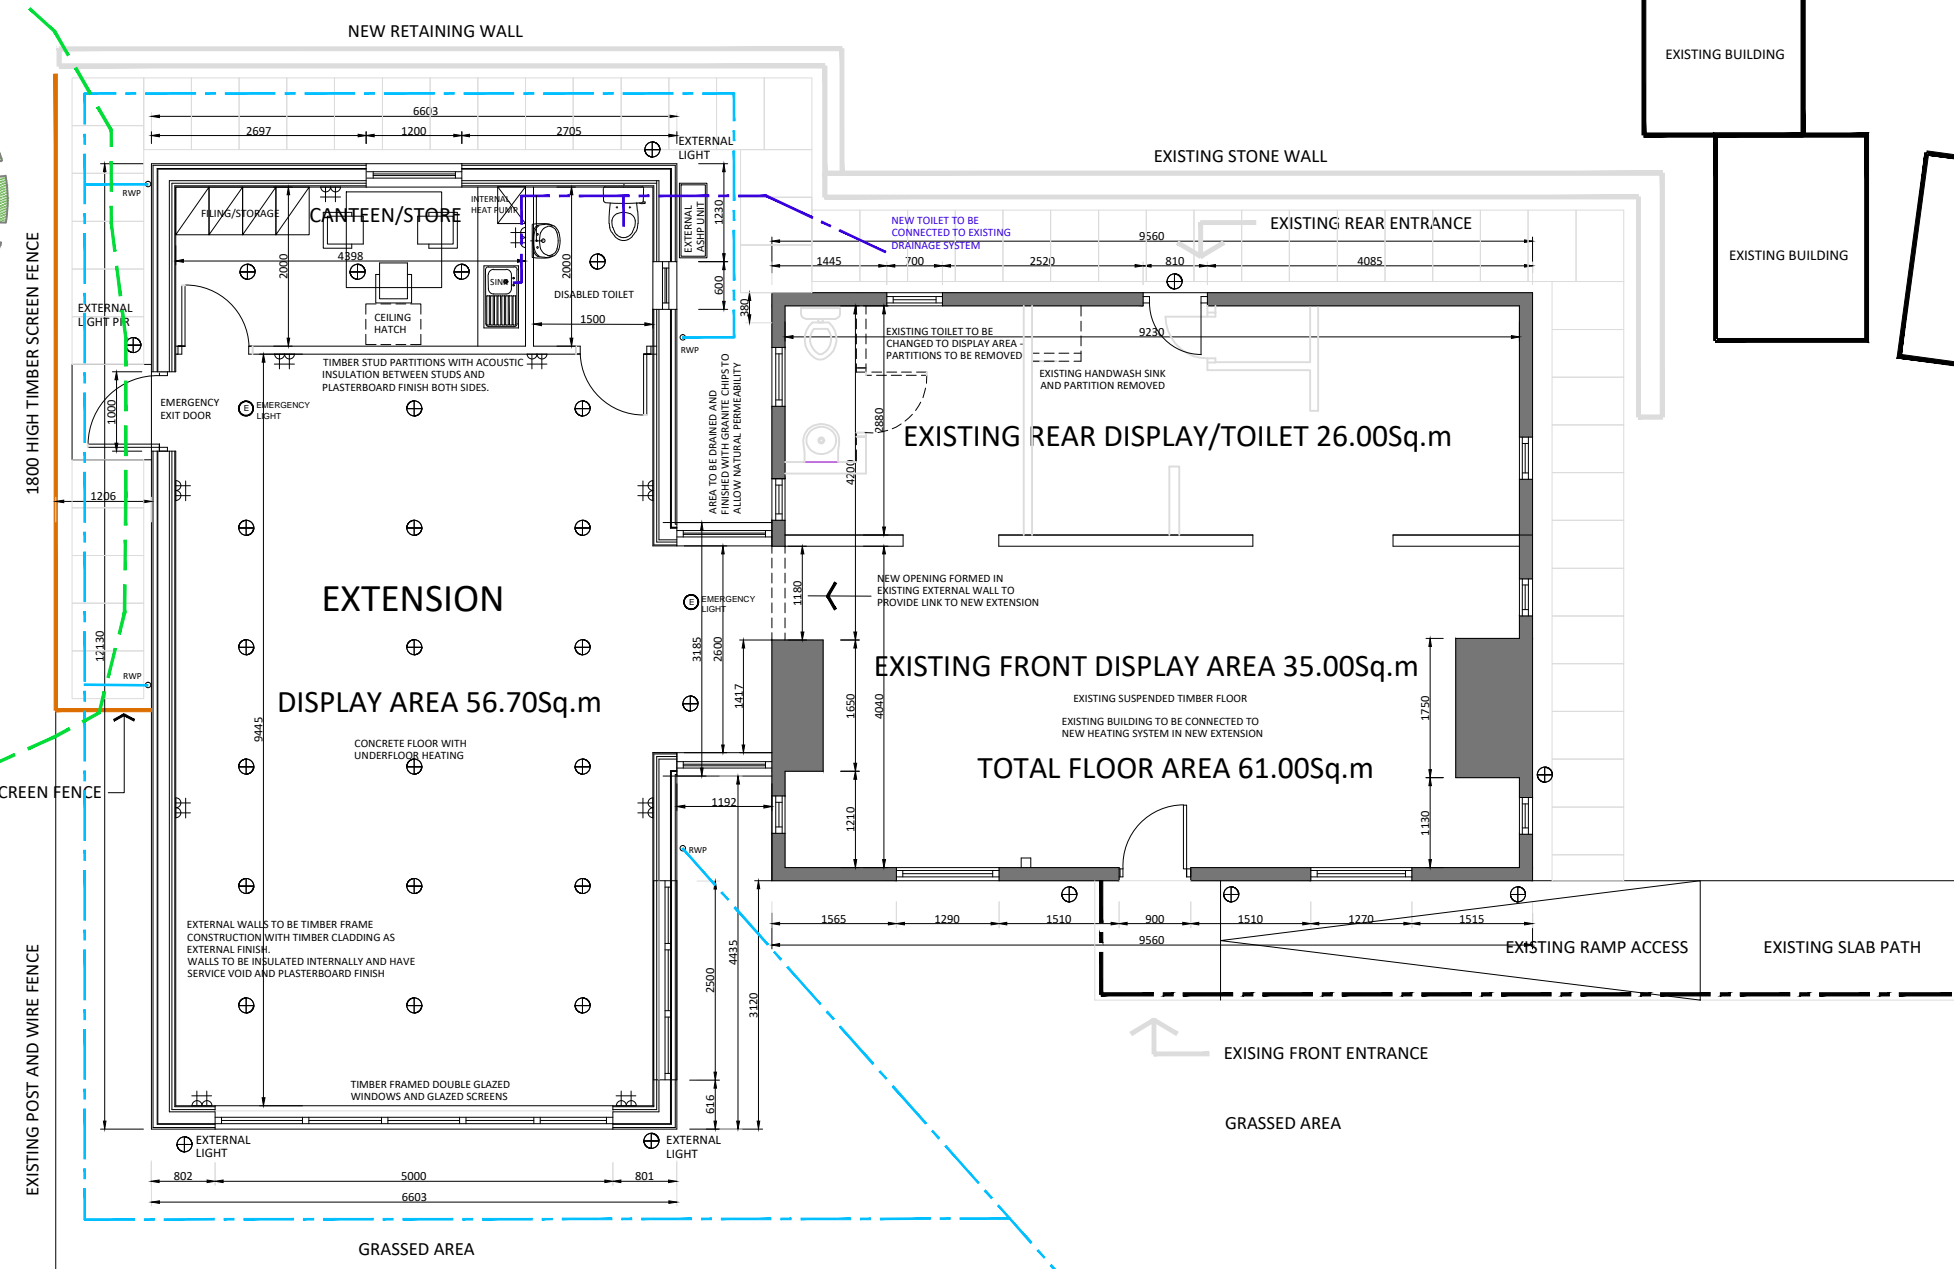 NEW RETAINING WALL
EXISTING BUILDING
6603
2697
1200
2705
EXTERNAL
LIGHT
EXISTING STONE WALL
RWP
FILING/STORAGE
CANTEEN/STORE
INTERNAL
HEAT PUMP
EXTERNAL
ASHP UNIT
1230
NEW TOILET TO BE
CONNECTED TO EXISTING
DRAINAGE SYSTEM
EXISTING REAR ENTRANCE
9560
EXISTING BUILDING
1445
700
2520
810
4085
4398
2000
2000
SINK
600
380
DISABLED TOILET
1500
1800 HIGH TIMBER SCREEN FENCE
EXTERNAL
LIGHT PIR
CEILING
HATCH
RWP
EXISTING TOILET TO BE
CHANGED TO DISPLAY AREA -
PARTITIONS TO BE REMOVED
9230
TIMBER STUD PARTITIONS WITH ACOUSTIC
INSULATION BETWEEN STUDS AND
PLASTERBOARD FINISH BOTH SIDES.
EXISTING HANDWASH SINK
AND PARTITION REMOVED
EMERGENCY
EXIT DOOR
1000
E
EMERGENCY
LIGHT
AREA TO BE DRAINED AND
FINISHED WITH GRANITE CHIPS TO
ALLOW NATURAL PERMEABILITY
2880
EXISTING REAR DISPLAY/TOILET 26.00Sq.m
4200
1206
NEW OPENING FORMED IN
EXISTING EXTERNAL WALL TO
PROVIDE LINK TO NEW EXTENSION
1180
EXTENSION
E
EMERGENCY
LIGHT
12130
3185
2600
RWP
EXISTING FRONT DISPLAY AREA 35.00Sq.m
1417
1650
4040
1750
DISPLAY AREA 56.70Sq.m
EXISTING SUSPENDED TIMBER FLOOR
9445
EXISTING BUILDING TO BE CONNECTED TO
NEW HEATING SYSTEM IN NEW EXTENSION
CONCRETE FLOOR WITH
UNDERFLOOR HEATING
TOTAL FLOOR AREA 61.00Sq.m
CREEN FENCE
1192
1210
1130
RWP
1565
1290
1510
900
1510
1270
1515
9560
EXTERNAL WALLS TO BE TIMBER FRAME
CONSTRUCTION WITH TIMBER CLADDING AS
EXTERNAL FINISH.
WALLS TO BE INSULATED INTERNALLY AND HAVE
SERVICE VOID AND PLASTERBOARD FINISH
4435
2500
3120
EXISTING RAMP ACCESS
EXISTING SLAB PATH
EXISTING POST AND WIRE FENCE
EXISING FRONT ENTRANCE
TIMBER FRAMED DOUBLE GLAZED
WINDOWS AND GLAZED SCREENS
616
GRASSED AREA
EXTERNAL
LIGHT
EXTERNAL
LIGHT
802
5000
801
6603
GRASSED AREA